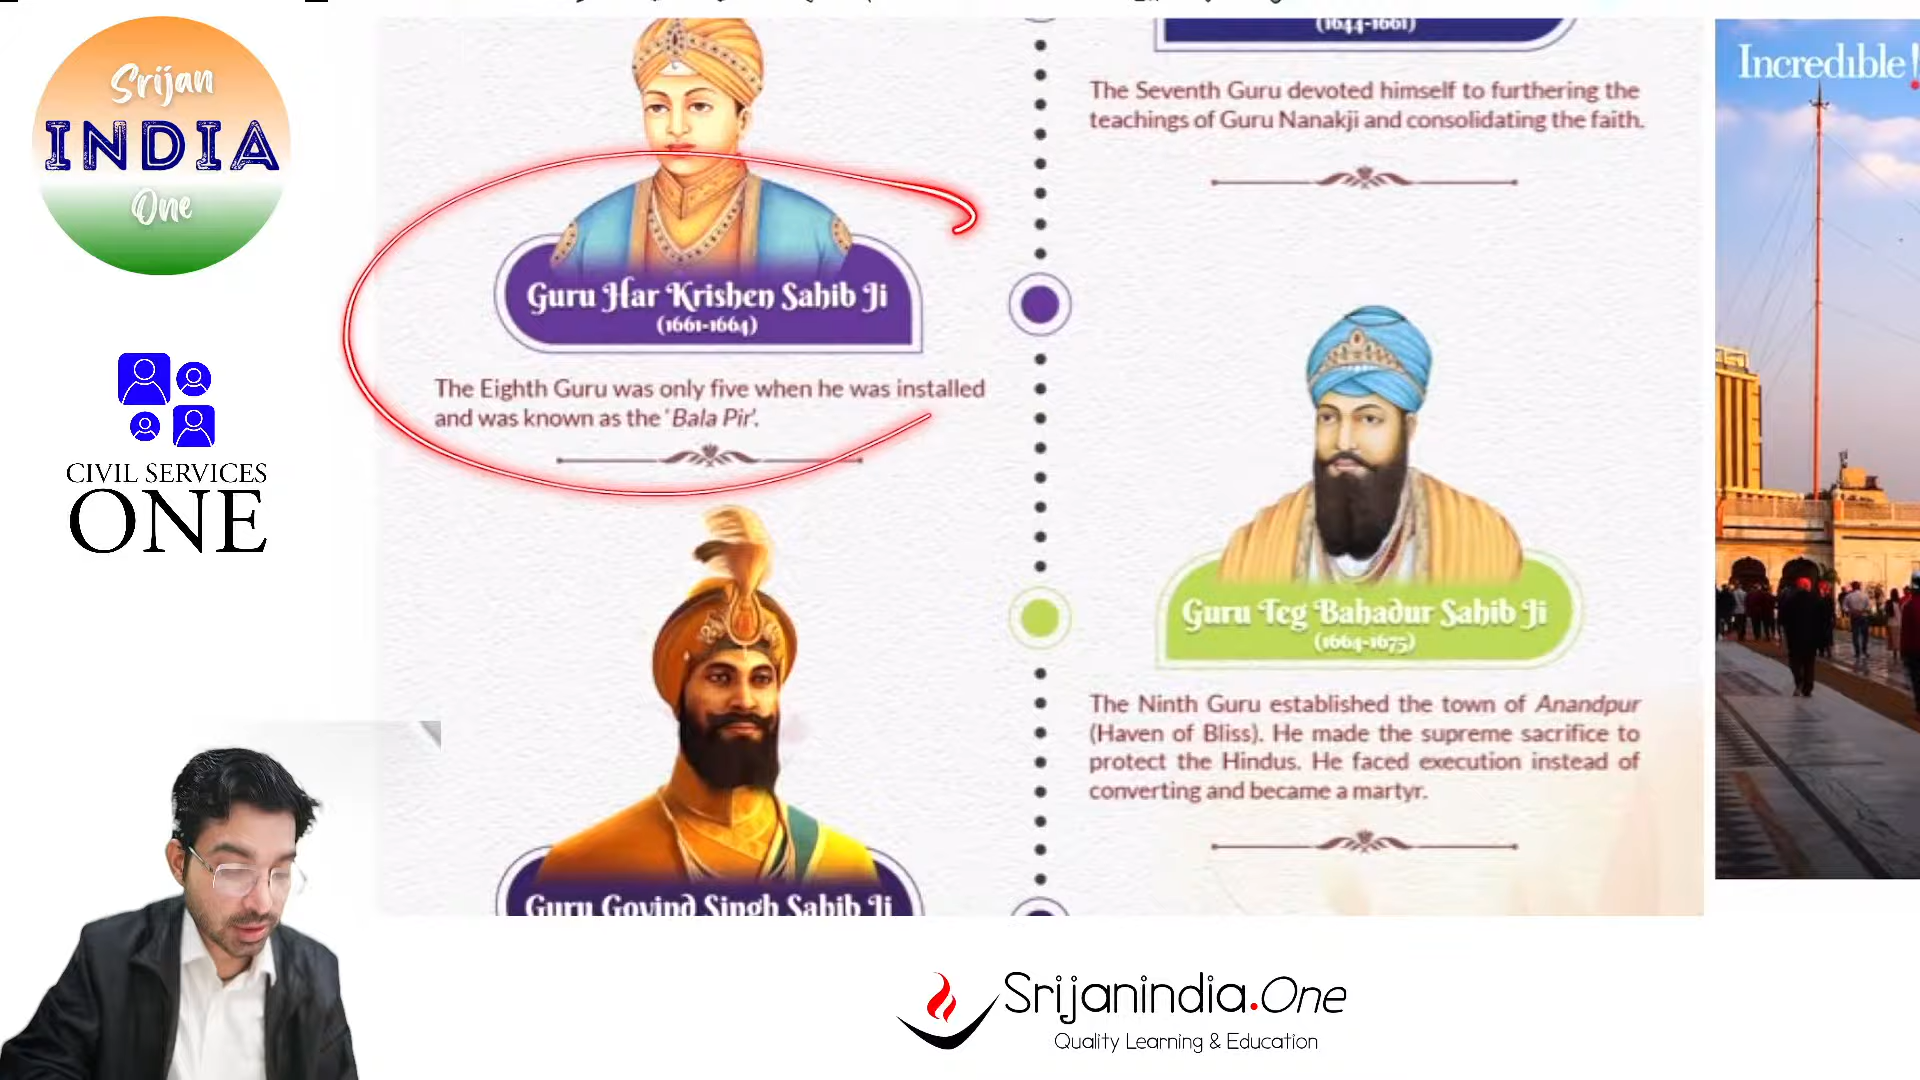 Srijan
INDIA
One
CIVIL SERVICES
ONE
Guru Har Krishen Sahib Ji
(1661-1664)
The Eighth Guru was only five when he was installed
and was known as the 'Bala Pir'.
Guru Govind Singh Sahib Ji
(1644-1661)
The Seventh Guru devoted himself to furthering the
teachings of Guru Nanakji and consolidating the faith.
Guru Teg Bahadur Sahib Ji
(1664-1675)
The Ninth Guru established the town of Anandpur
(Haven of Bliss). He made the supreme sacrifice to
protect the Hindus. He faced execution instead of
converting and became a martyr.
Incredible!
Srijanindia.One
Quality Learning & Education